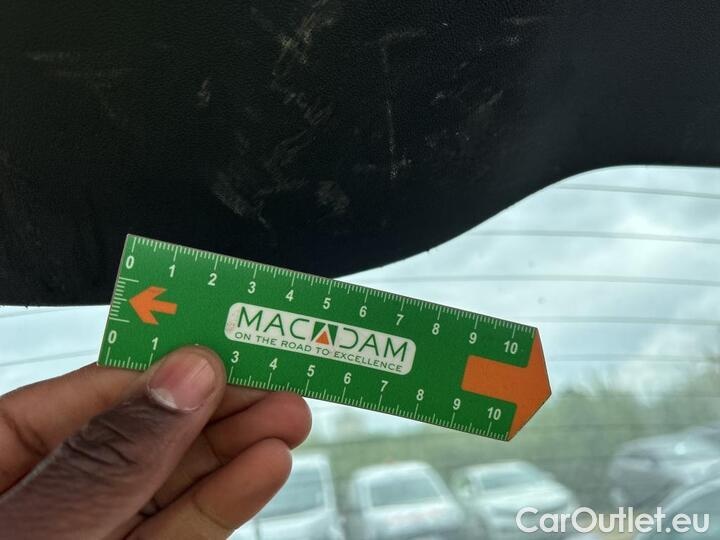 0 1 2 3 4 5 6 7 8 9 10
MACADAM
ON THE ROAD TO EXCELLENCE
0 1 3 4 5 6 7 8 9 10
CarOutlet.eu